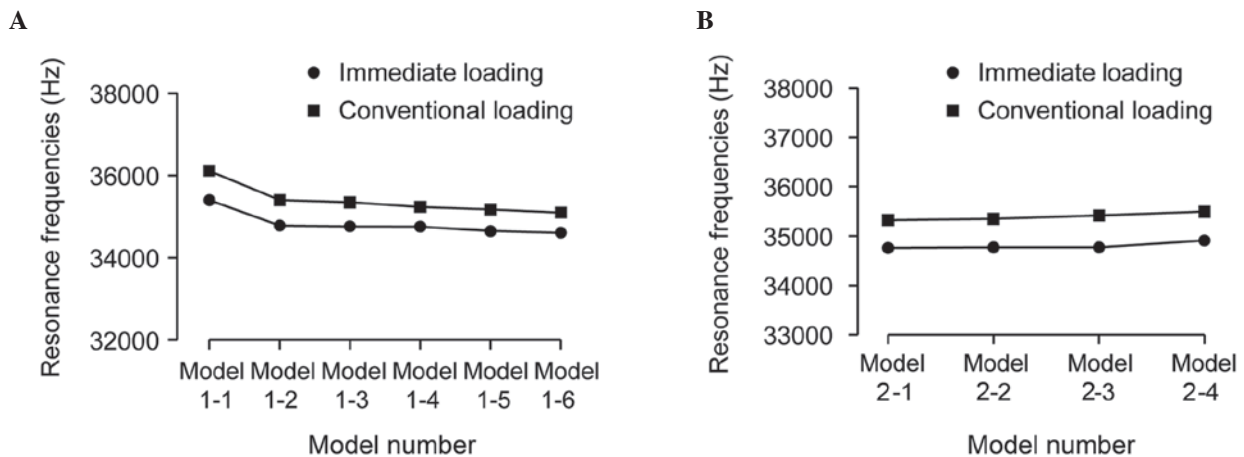 A
Resonance frequencies (Hz)
38000
36000
34000
32000
Immediate loading
Conventional loading
Model Model Model Model Model Model
1-1 1-2 1-3 1-4 1-5 1-6
Model number
B
Resonance frequencies (Hz)
38000
37000
36000
35000
34000
33000
Immediate loading
Conventional loading
Model Model Model Model
2-1 2-2 2-3 2-4
Model number